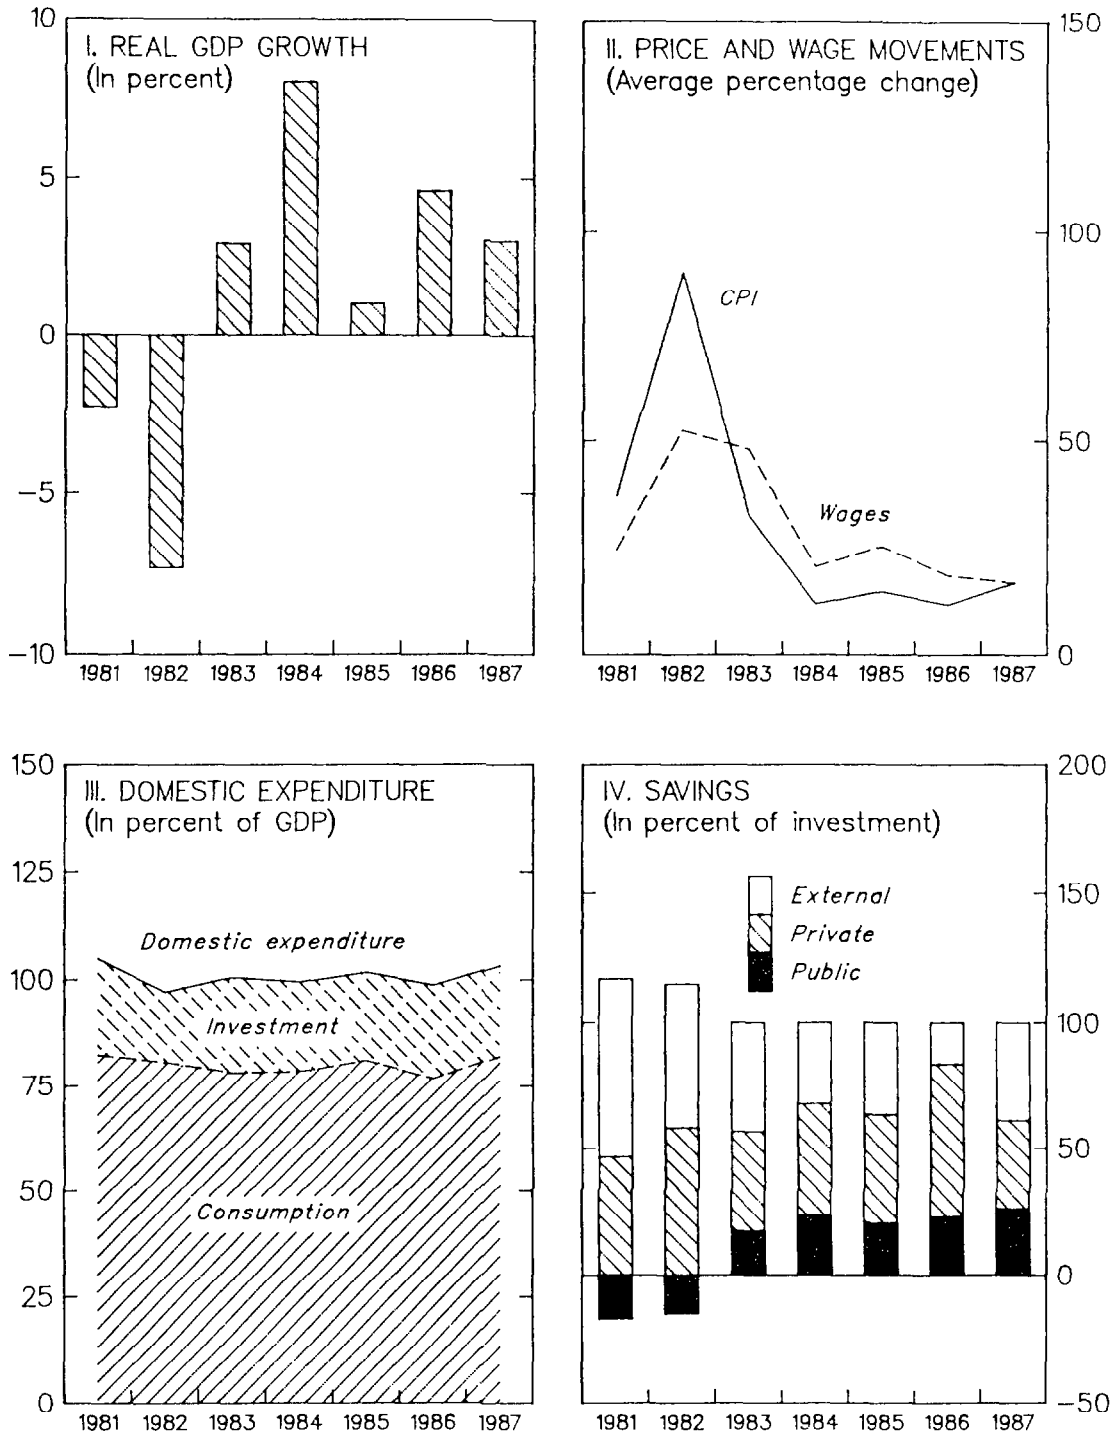 I. REAL GDP GROWTH
(In percent)
10
5
0
-5
-10
1981 1982 1983 1984 1985 1986 1987
II. PRICE AND WAGE MOVEMENTS
(Average percentage change)
150
100
50
0
CPI
Wages
1981 1982 1983 1984 1985 1986 1987
III. DOMESTIC EXPENDITURE
(In percent of GDP)
150
125
100
75
50
25
0
Domestic expenditure
Investment
Consumption
1981 1982 1983 1984 1985 1986 1987
IV. SAVINGS
(In percent of investment)
200
150
100
50
0
-50
External
Private
Public
1981 1982 1983 1984 1985 1986 1987